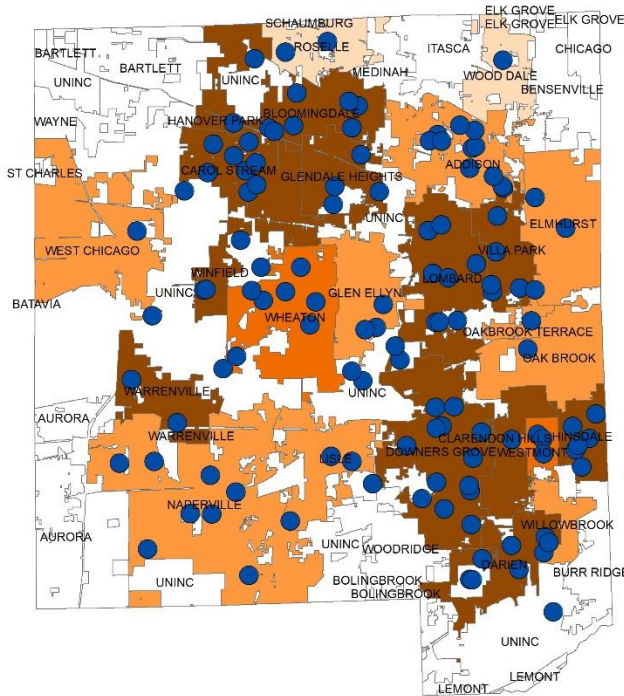 ELK GROVE
SCHAUMBURG
ELK GROVE
ELK GROVE
BARTLETT
ROSELLE
ITASCA
CHICAGO
BARTLETT
UNINC
MEDINAH
WOOD DALE
UNINC
BENSENVILLE
WAYNE
HANOVER PARK
BLOOMINGDALE
ADDISON
ST CHARLES
CAROL STREAM
GLENDALE HEIGHTS
UNINC
ELMHURST
WEST CHICAGO
VILLA PARK
WINFIELD
LOMBARD
UNINC
GLEN ELLYN
BATAVIA
WHEATON
OAKBROOK TERRACE
OAK BROOK
WARRENVILLE
UNINC
AURORA
WARRENVILLE
CLARENDON HILLS
HINSDALE
DOWNERS GROVE
WESTMONT
LISLE
NAPERVILLE
WILLOWBROOK
AURORA
UNINC
WOODRIDGE
DARIEN
UNINC
BOLINGBROOK
BURR RIDGE
BOLINGBROOK
UNINC
LEMONT
LEMONT